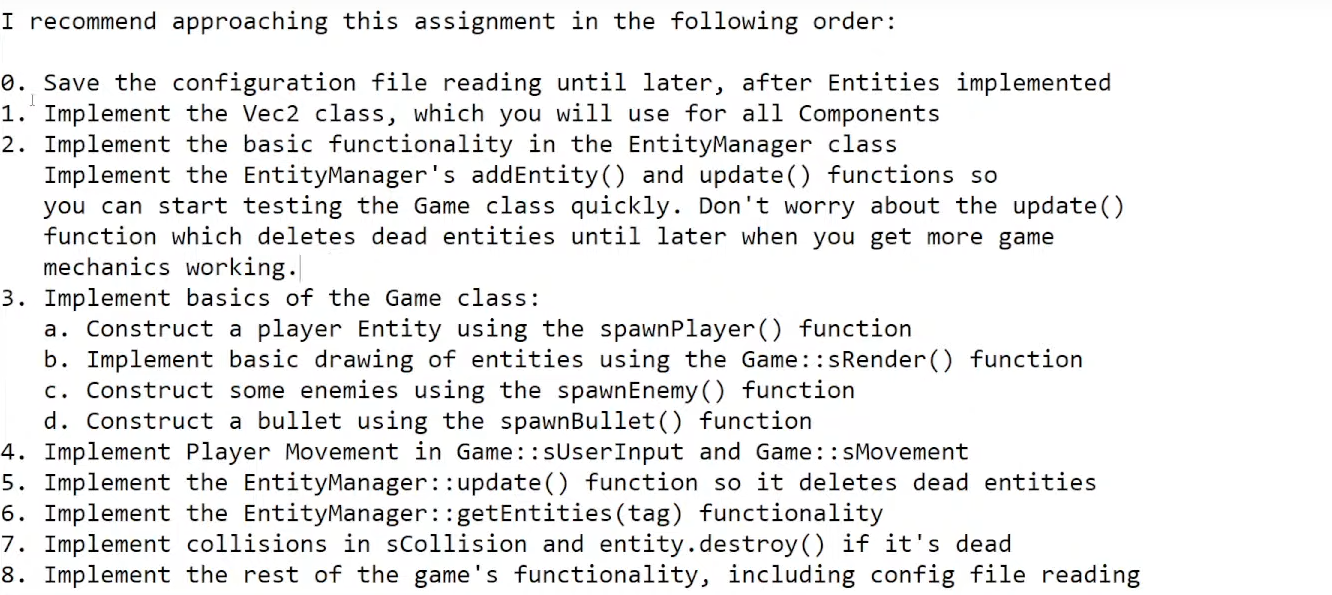 I recommend approaching this assignment in the following order:
0. Save the configuration file reading until later, after Entities implemented
1. Implement the Vec2 class, which you will use for all Components
2. Implement the basic functionality in the EntityManager class
Implement the EntityManager's addEntity() and update() functions so
you can start testing the Game class quickly. Don't worry about the update()
function which deletes dead entities until later when you get more game
mechanics working.
3. Implement basics of the Game class:
a. Construct a player Entity using the spawnPlayer() function
b. Implement basic drawing of entities using the Game::sRender() function
c. Construct some enemies using the spawnEnemy() function
d. Construct a bullet using the spawnBullet() function
4. Implement Player Movement in Game::sUserInput and Game::sMovement
5. Implement the EntityManager::update() function so it deletes dead entities
6. Implement the EntityManager::getEntities(tag) functionality
7. Implement collisions in sCollision and entity.destroy() if it's dead
8. Implement the rest of the game's functionality, including config file reading